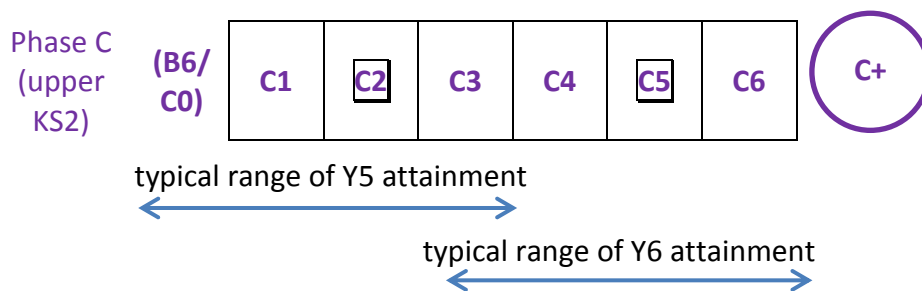 Phase C
(upper
KS2)
(B6/
C0)
C1 C2 C3 C4 C5 C6 C+
typical range of Y5 attainment
typical range of Y6 attainment